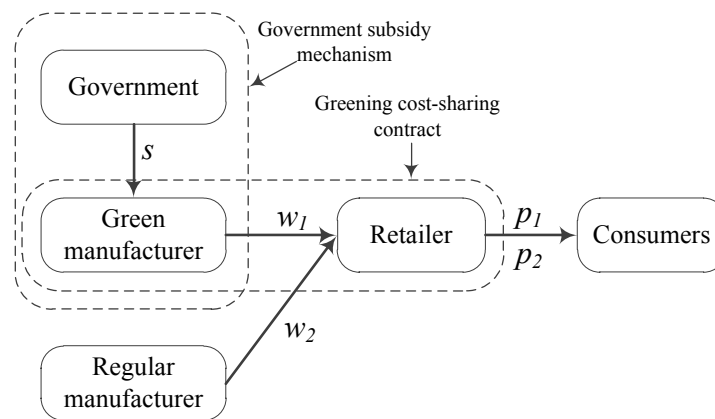 Government subsidy
mechanism
Government
Greening cost-sharing
contract
s
Green
manufacturer
w1
Retailer
p1
p2
Consumers
w2
Regular
manufacturer